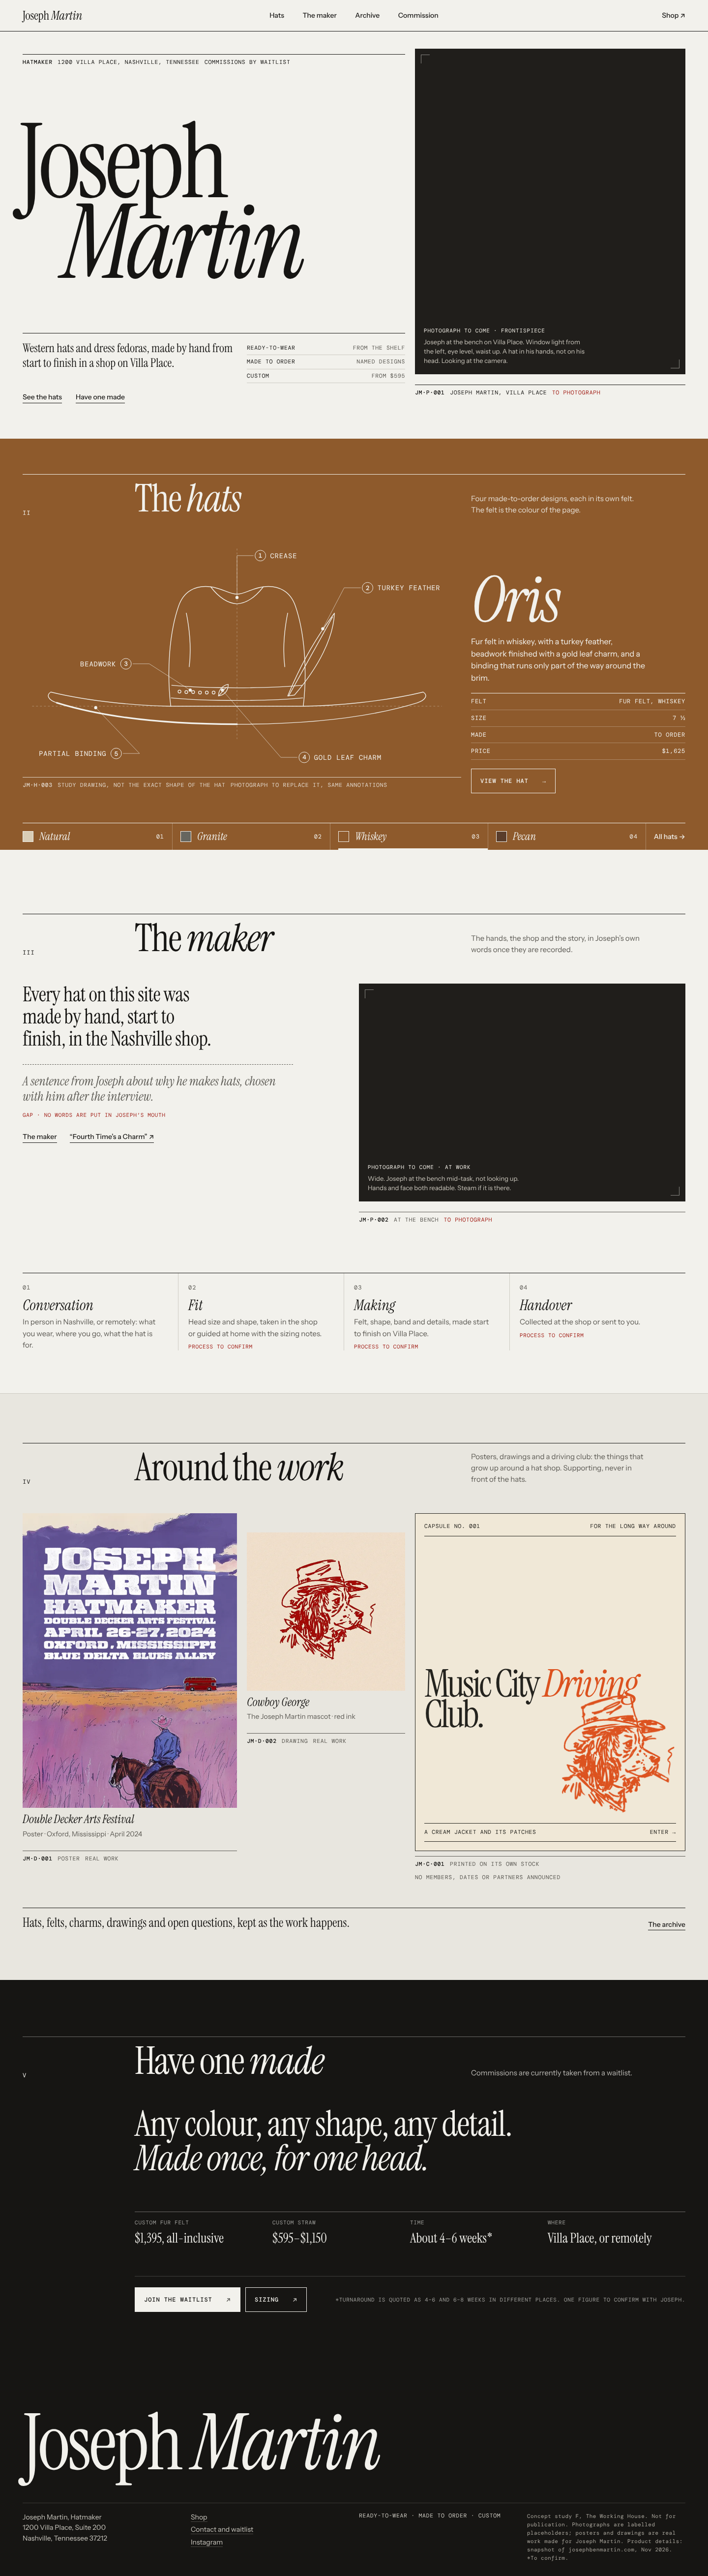 Joseph Martin
Hats
The maker
Archive
Commission
Shop ↗
HATMAKER 1200 VILLA PLACE, NASHVILLE, TENNESSEE COMMISSIONS BY WAITLIST
Joseph
Martin
Western hats and dress fedoras, made by hand from
start to finish in a shop on Villa Place.
See the hats
Have one made
READY-TO-WEAR FROM THE SHELF
MADE TO ORDER NAMED DESIGNS
CUSTOM FROM $595
PHOTOGRAPH TO COME · FRONTISPIECE
Joseph at the bench on Villa Place. Window light from
the left, eye level, waist up. A hat in his hands, not on his
head. Looking at the camera.
JM-P-001 JOSEPH MARTIN, VILLA PLACE TO PHOTOGRAPH
II
The hats
Four made-to-order designs, each in its own felt.
The felt is the colour of the page.
1 CREASE
2 TURKEY FEATHER
BEADWORK 3
PARTIAL BINDING 5
4 GOLD LEAF CHARM
JM-H-003 STUDY DRAWING, NOT THE EXACT SHAPE OF THE HAT PHOTOGRAPH TO REPLACE IT, SAME ANNOTATIONS
Oris
Fur felt in whiskey, with a turkey feather,
beadwork finished with a gold leaf charm, and a
binding that runs only part of the way around the
brim.
FELT FUR FELT, WHISKEY
SIZE 7 ½
MADE TO ORDER
PRICE $1,625
VIEW THE HAT →
Natural 01
Granite 02
Whiskey 03
Pecan 04
All hats →
III
The maker
The hands, the shop and the story, in Joseph's own
words once they are recorded.
Every hat on this site was
made by hand, start to
finish, in the Nashville shop.
A sentence from Joseph about why he makes hats, chosen
with him after the interview.
GAP · NO WORDS ARE PUT IN JOSEPH'S MOUTH
The maker
“Fourth Time's a Charm” ↗
PHOTOGRAPH TO COME · AT WORK
Wide. Joseph at the bench mid-task, not looking up.
Hands and face both readable. Steam if it is there.
JM-P-002 AT THE BENCH TO PHOTOGRAPH
01
Conversation
In person in Nashville, or remotely: what
you wear, where you go, what the hat is
for.
02
Fit
Head size and shape, taken in the shop
or guided at home with the sizing notes.
PROCESS TO CONFIRM
03
Making
Felt, shape, band and details, made start
to finish on Villa Place.
PROCESS TO CONFIRM
04
Handover
Collected at the shop or sent to you.
PROCESS TO CONFIRM
IV
Around the work
Posters, drawings and a driving club: the things that
grow up around a hat shop. Supporting, never in
front of the hats.
JOSEPH
MARTIN
HATMAKER
DOUBLE DECKER ARTS FESTIVAL
APRIL 26-27, 2024
OXFORD, MISSISSIPPI
BLUE DELTA BLUES ALLEY
Double Decker Arts Festival
Poster · Oxford, Mississippi · April 2024
JM-D-001 POSTER REAL WORK
Cowboy George
The Joseph Martin mascot · red ink
JM-D-002 DRAWING REAL WORK
CAPSULE NO. 001 FOR THE LONG WAY AROUND
Music City Driving
Club.
A CREAM JACKET AND ITS PATCHES ENTER →
JM-C-001 PRINTED ON ITS OWN STOCK
NO MEMBERS, DATES OR PARTNERS ANNOUNCED
Hats, felts, charms, drawings and open questions, kept as the work happens.
The archive
V
Have one made
Commissions are currently taken from a waitlist.
Any colour, any shape, any detail.
Made once, for one head.
CUSTOM FUR FELT
$1,395, all-inclusive
CUSTOM STRAW
$595–$1,150
TIME
About 4–6 weeks*
WHERE
Villa Place, or remotely
JOIN THE WAITLIST ↗
SIZING ↗
*TURNAROUND IS QUOTED AS 4–6 AND 6–8 WEEKS IN DIFFERENT PLACES. ONE FIGURE TO CONFIRM WITH JOSEPH.
Joseph Martin
Joseph Martin, Hatmaker
1200 Villa Place, Suite 200
Nashville, Tennessee 37212
Shop
Contact and waitlist
Instagram
READY-TO-WEAR · MADE TO ORDER · CUSTOM
Concept study F, The Working House. Not for
publication. Photographs are labelled
placeholders; posters and drawings are real
work made for Joseph Martin. Product details:
snapshot of josephbenmartin.com, Nov 2026.
*To confirm.